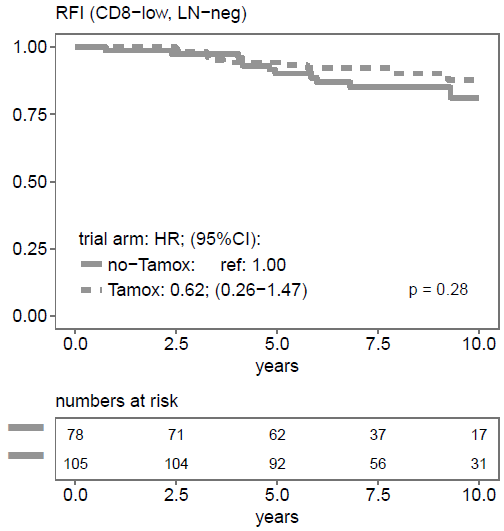 RFI (CD8−low, LN−neg)
1.00
0.75
0.50
0.25
0.00
trial arm: HR; (95%CI):
no−Tamox: ref: 1.00
Tamox: 0.62; (0.26−1.47)
p = 0.28
0.0 2.5 5.0 7.5 10.0
years
numbers at risk
78 71 62 37 17
105 104 92 56 31
0.0 2.5 5.0 7.5 10.0
years